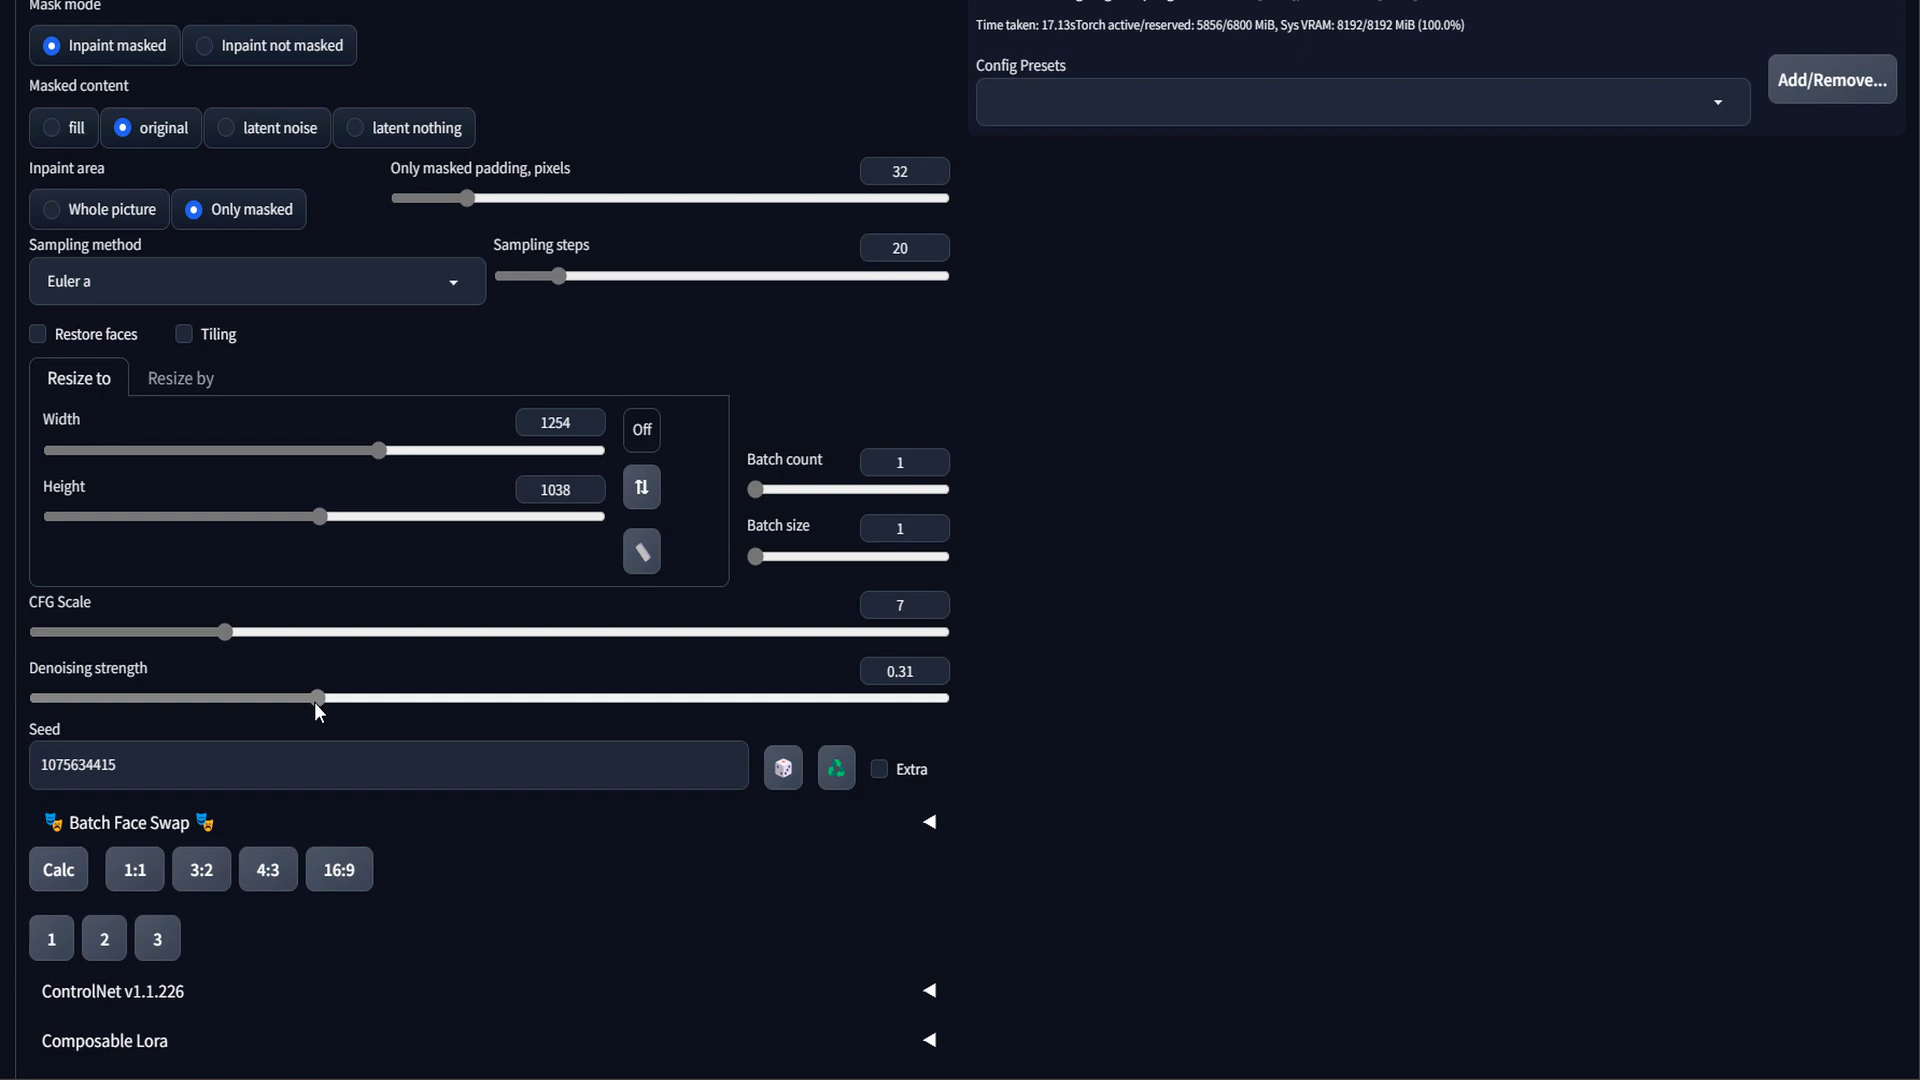 Mask mode
Inpaint masked
Inpaint not masked
Masked content
fill
original
latent noise
latent nothing
Inpaint area
Only masked padding, pixels
32
Whole picture
Only masked
Sampling method
Sampling steps
20
Euler a
Restore faces
Tiling
Resize to
Resize by
Width
1254
Off
Height
1038
Batch count
1
Batch size
1
CFG Scale
7
Denoising strength
0.31
Seed
1075634415
Extra
Batch Face Swap
Calc
1:1
3:2
4:3
16:9
1
2
3
ControlNet v1.1.226
Composable Lora
Time taken: 17.13sTorch active/reserved: 5856/6800 MiB, Sys VRAM: 8192/8192 MiB (100.0%)
Config Presets
Add/Remove...